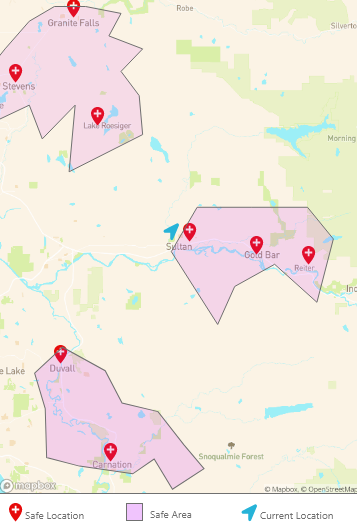 Robe
Granite Falls
Silverto
Stevens
e
Lake Roesiger
Morning
Sultan
Gold Bar
Reiter
Inc
e Lake
Duvall
Carnation
Snoqualmie Forest
mapbox
© Mapbox. © OpenStreetMap
Safe Location
Safe Area
Current Location